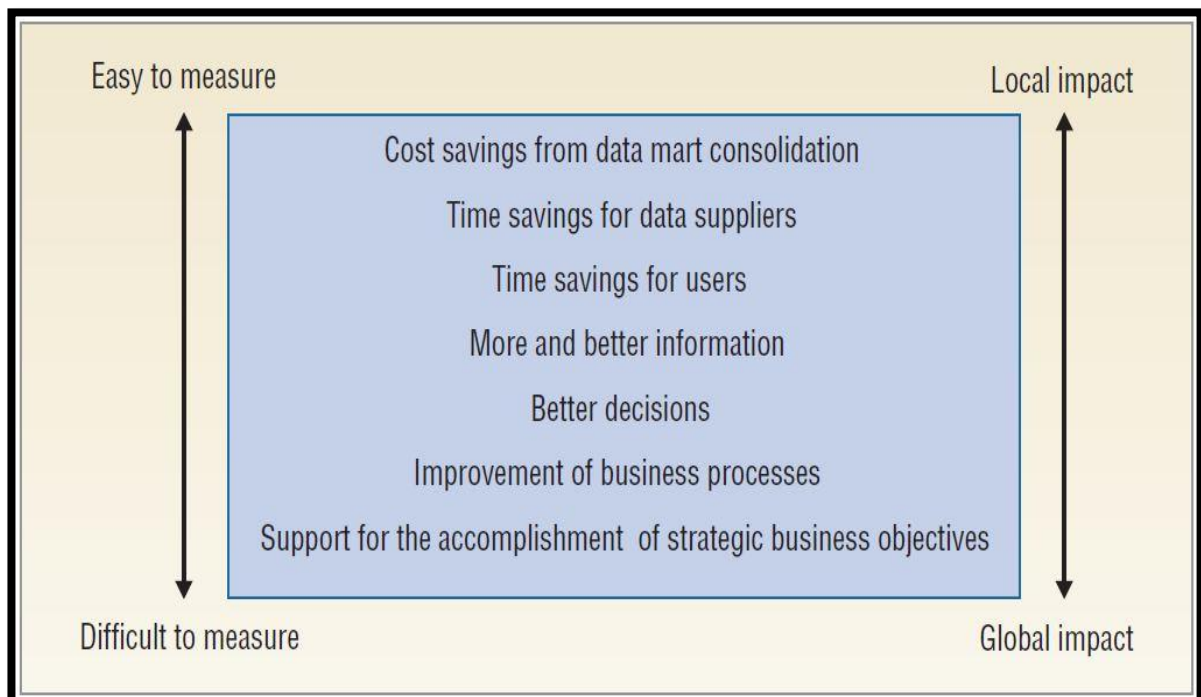 Easy to measure
Local impact
Cost savings from data mart consolidation
Time savings for data suppliers
Time savings for users
More and better information
Better decisions
Improvement of business processes
Support for the accomplishment of strategic business objectives
Difficult to measure
Global impact